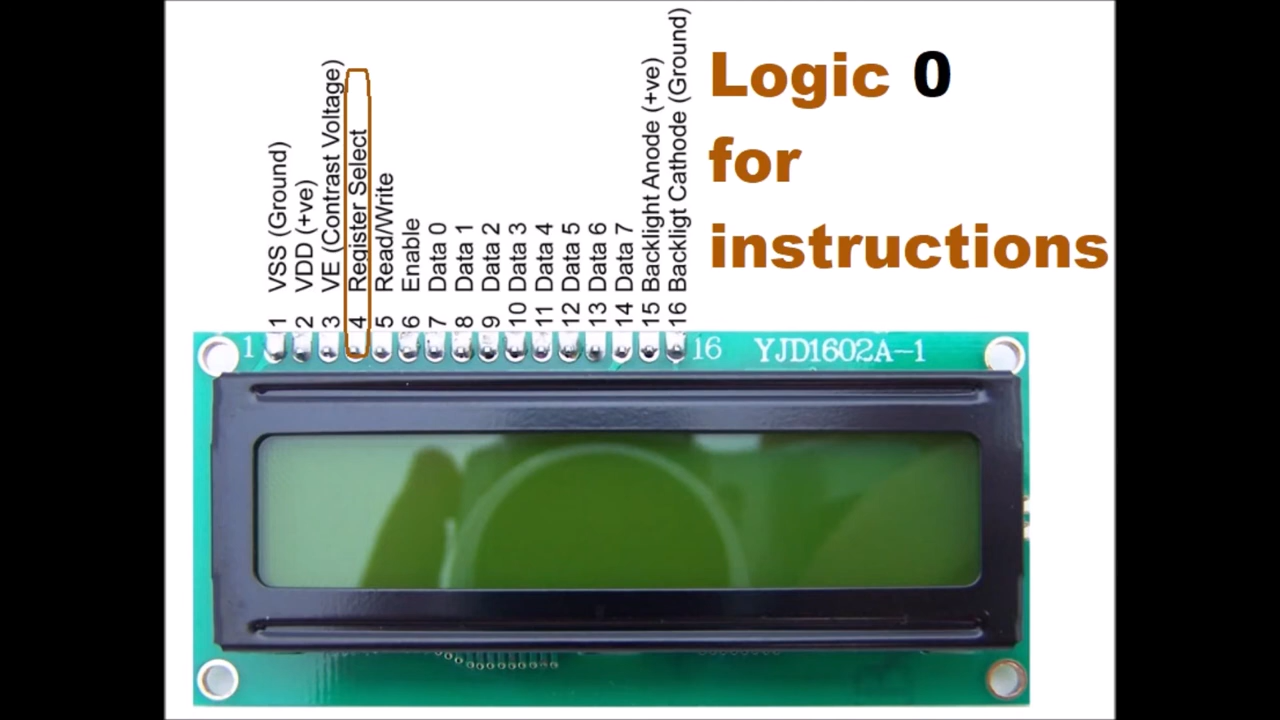 1 VSS (Ground)
2 VDD (+ve)
3 VE (Contrast Voltage)
4 Register Select
5 Read/Write
6 Enable
7 Data 0
8 Data 1
9 Data 2
10 Data 3
11 Data 4
12 Data 5
13 Data 6
14 Data 7
15 Backlight Anode (+ve)
16 Backligt Cathode (Ground)
Logic 0
for
instructions
1
16
YJD1602A-1